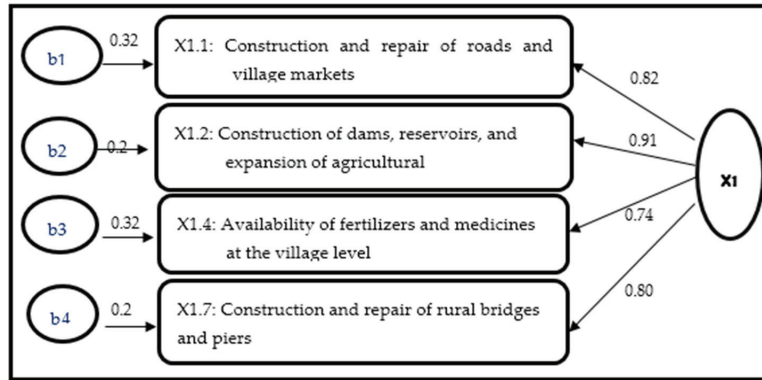 b1
0.32
X1.1: Construction and repair of roads and
village markets
0.82
b2
0.2
X1.2: Construction of dams, reservoirs, and
expansion of agricultural
0.91
X1
b3
0.32
X1.4: Availability of fertilizers and medicines
at the village level
0.74
b4
0.2
X1.7: Construction and repair of rural bridges
and piers
0.80